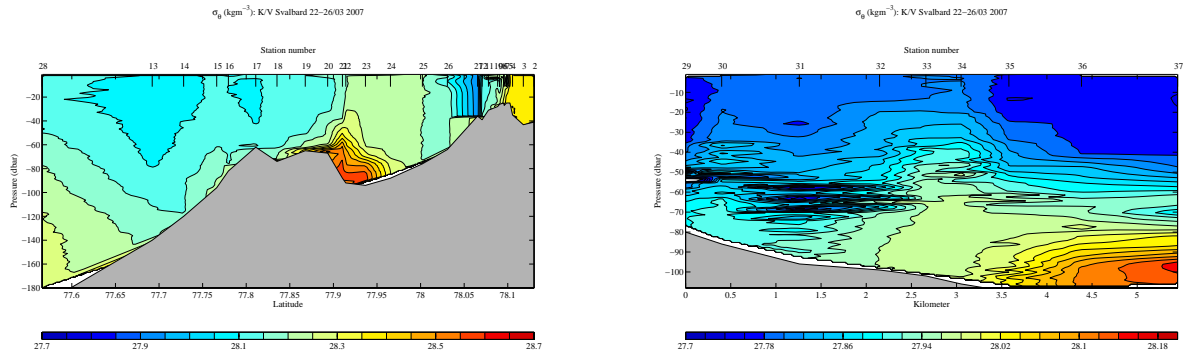 σθ (kgm−3): K/V Svalbard 22−26/03 2007
Station number
28 13 14 15 16 17 18 19 20 22 23 24 25 26 3 2
−20
−40
−60
−80
−100
−120
−140
−160
−180
Pressure (dbar)
77.6 77.65 77.7 77.75 77.8 77.85 77.9 77.95 78 78.05 78.1
Latitude
27.7 27.9 28.1 28.3 28.5 28.7
σθ (kgm−3): K/V Svalbard 22−26/03 2007
Station number
29 30 31 32 33 34 35 36 37
−10
−20
−30
−40
−50
−60
−70
−80
−90
−100
Pressure (dbar)
0 0.5 1 1.5 2 2.5 3 3.5 4 4.5 5
Kilometer
27.7 27.78 27.86 27.94 28.02 28.1 28.18